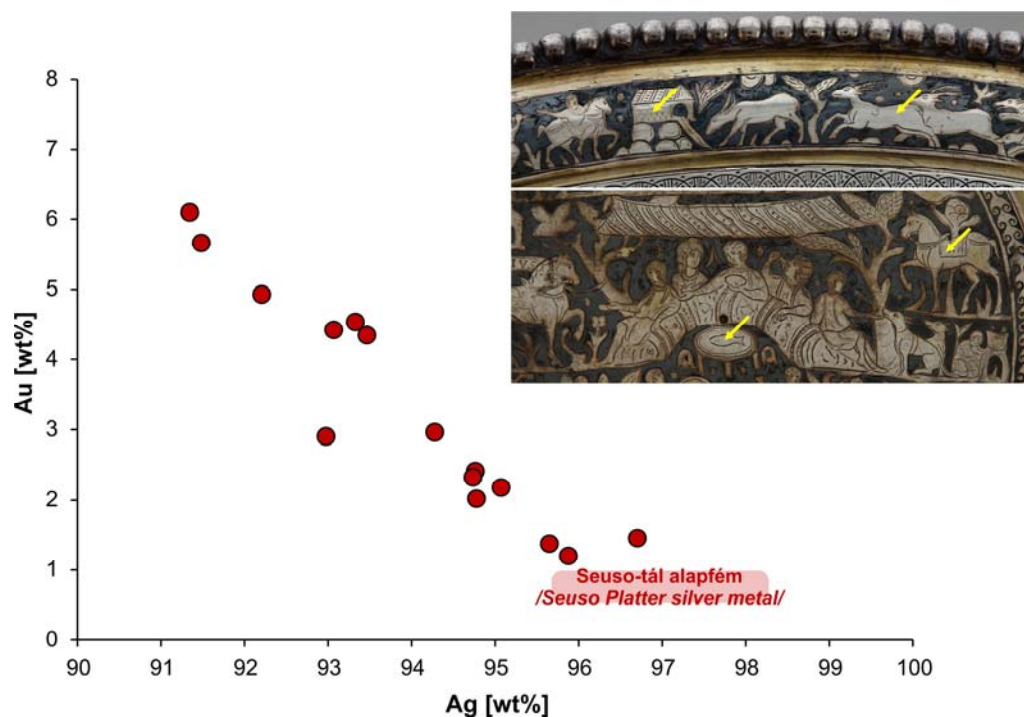 8
7
6
5
4
3
2
1
0
Au [wt%]
Seuso-tál alapfém
/Seuso Platter silver metal/
90 91 92 93 94 95 96 97 98 99 100
Ag [wt%]